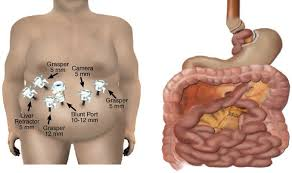 Grasper
5 mm
Camera
5 mm
Grasper
5 mm
Blunt Port
10-12 mm
Grasper
12 mm
Liver
Retractor
5 mm